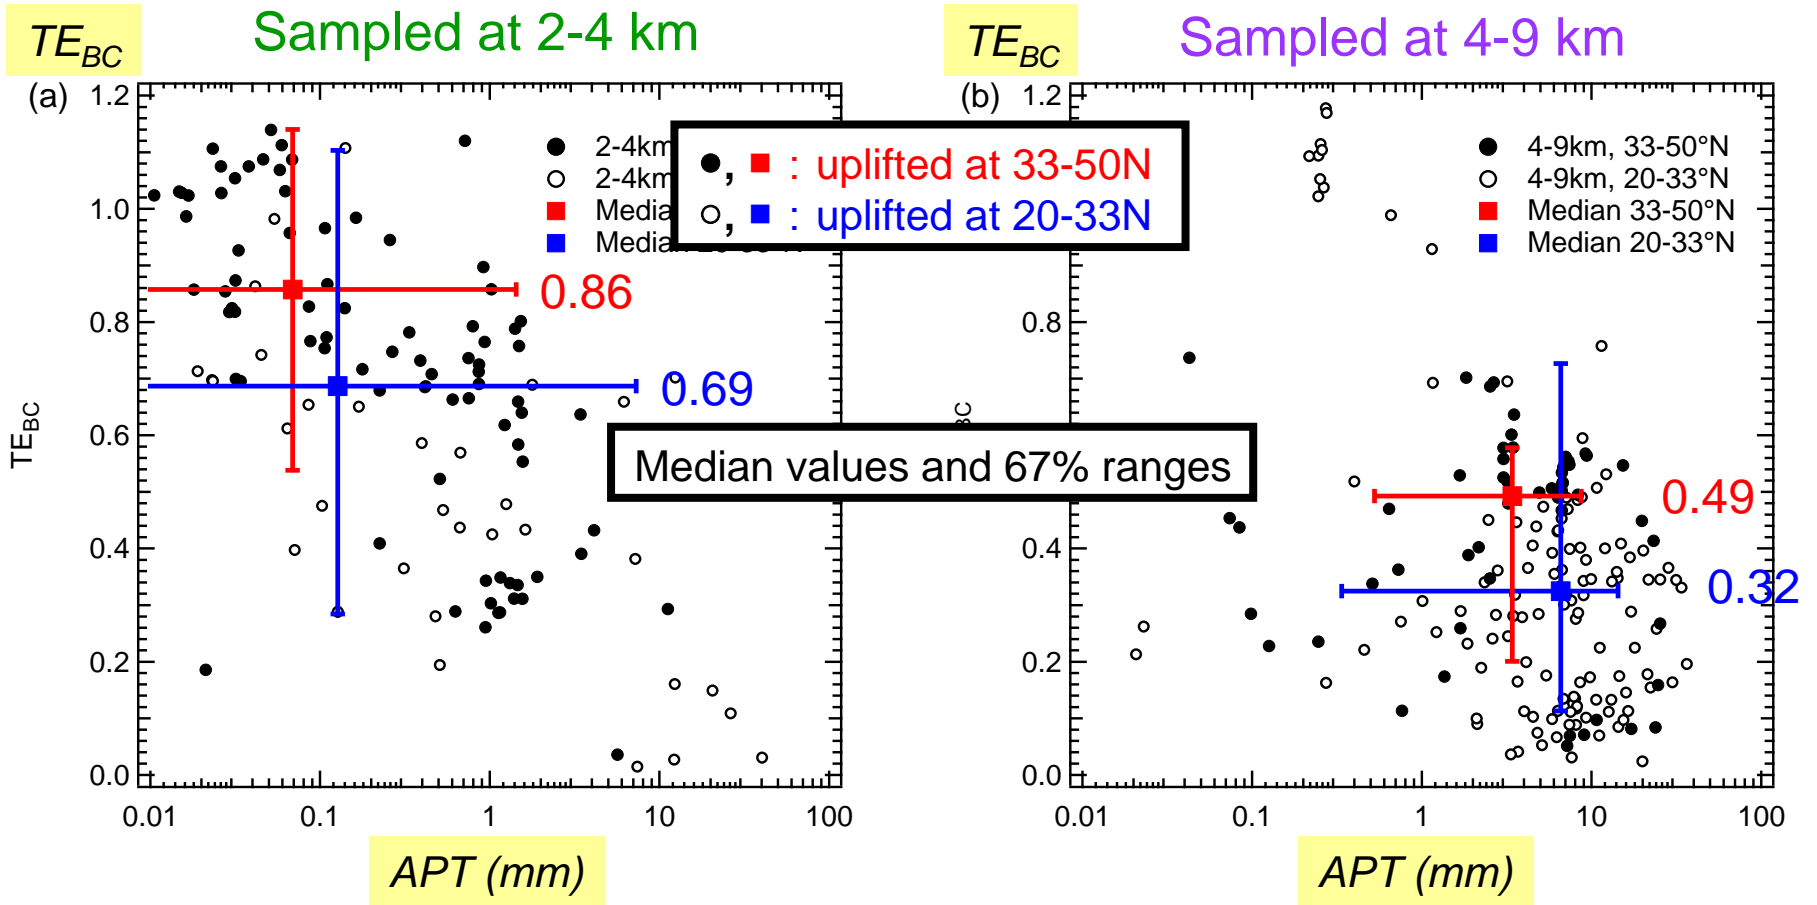 TE_BC
Sampled at 2-4 km
TE_BC
Sampled at 4-9 km
(a)
1.2
1.0
0.8
0.6
0.4
0.2
0.0
TE_BC
2-4km
2-4km
Media
Media
0.86
0.69
0.01
0.1
1
10
100
APT (mm)
●, ■ : uplifted at 33-50N
○, ■ : uplifted at 20-33N
Median values and 67% ranges
(b)
1.2
0.8
0.4
0.2
0.0
BC
4-9km, 33-50°N
4-9km, 20-33°N
Median 33-50°N
Median 20-33°N
0.49
0.32
0.01
0.1
1
10
100
APT (mm)